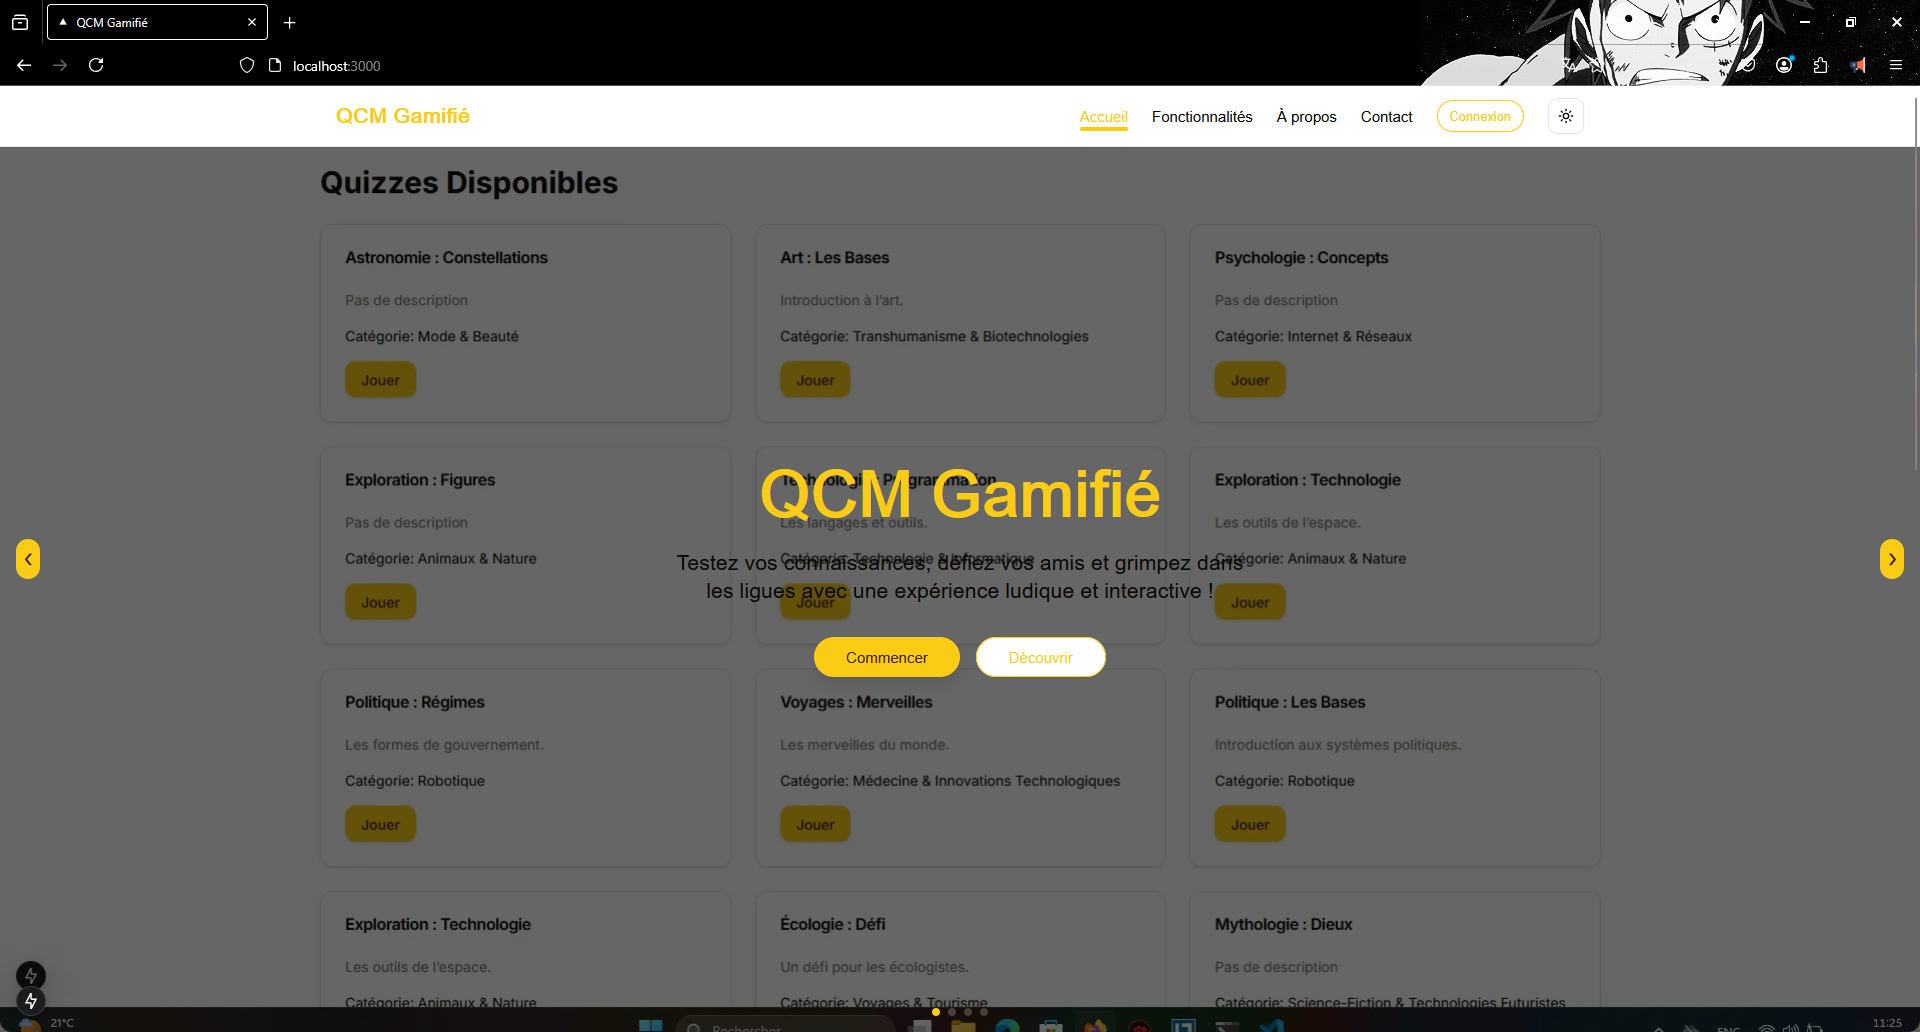 QCM Gamifié
localhost:3000
QCM Gamifié
Accueil
Fonctionnalités
À propos
Contact
Connexion
Quizzes Disponibles
Astronomie : Constellations
Pas de description
Catégorie: Mode & Beauté
Jouer
Art : Les Bases
Introduction à l'art.
Catégorie: Transhumanisme & Biotechnologies
Jouer
Psychologie : Concepts
Pas de description
Catégorie: Internet & Réseaux
Jouer
Exploration : Figures
Pas de description
Catégorie: Animaux & Nature
Jouer
Technologie : Programmation
Les langages et outils.
Catégorie: Technologie & Informatique
Jouer
Exploration : Technologie
Les outils de l'espace.
Catégorie: Animaux & Nature
Jouer
QCM Gamifié
Testez vos connaissances, défiez vos amis et grimpez dans
les ligues avec une expérience ludique et interactive !
Commencer
Découvrir
Politique : Régimes
Les formes de gouvernement.
Catégorie: Robotique
Jouer
Voyages : Merveilles
Les merveilles du monde.
Catégorie: Médecine & Innovations Technologiques
Jouer
Politique : Les Bases
Introduction aux systèmes politiques.
Catégorie: Robotique
Jouer
Exploration : Technologie
Les outils de l'espace.
Catégorie: Animaux & Nature
Écologie : Défi
Un défi pour les écologistes.
Catégorie: Voyages & Tourisme
Mythologie : Dieux
Pas de description
Catégorie: Science-Fiction & Technologies Futuristes
21°C
Rechercher
ENG
11:25